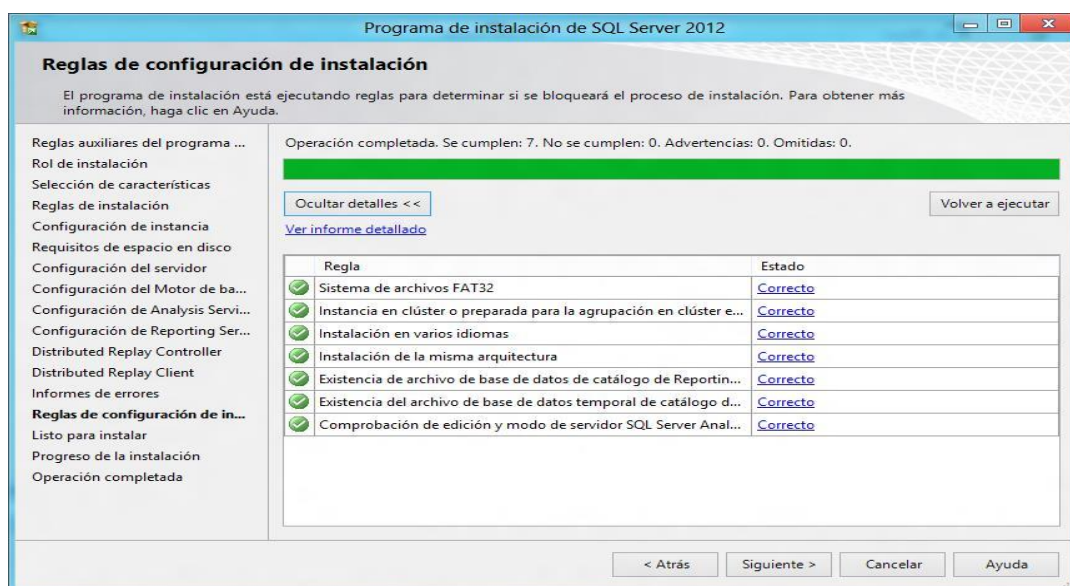 Programa de instalación de SQL Server 2012
Reglas de configuración de instalación
El programa de instalación está ejecutando reglas para determinar si se bloqueará el proceso de instalación. Para obtener más
información, haga clic en Ayuda.
Reglas auxiliares del programa ...
Rol de instalación
Selección de características
Reglas de instalación
Configuración de instancia
Requisitos de espacio en disco
Configuración del servidor
Configuración del Motor de ba...
Configuración de Analysis Servi...
Configuración de Reporting Ser...
Distributed Replay Controller
Distributed Replay Client
Informes de errores
Reglas de configuración de in...
Listo para instalar
Progreso de la instalación
Operación completada
Operación completada. Se cumplen: 7. No se cumplen: 0. Advertencias: 0. Omitidas: 0.
Ocultar detalles <<
Volver a ejecutar
Ver informe detallado
Regla Estado
Sistema de archivos FAT32 Correcto
Instancia en clúster o preparada para la agrupación en clúster e... Correcto
Instalación en varios idiomas Correcto
Instalación de la misma arquitectura Correcto
Existencia de archivo de base de datos de catálogo de Reportin... Correcto
Existencia del archivo de base de datos temporal de catálogo d... Correcto
Comprobación de edición y modo de servidor SQL Server Anal... Correcto
< Atrás Siguiente > Cancelar Ayuda